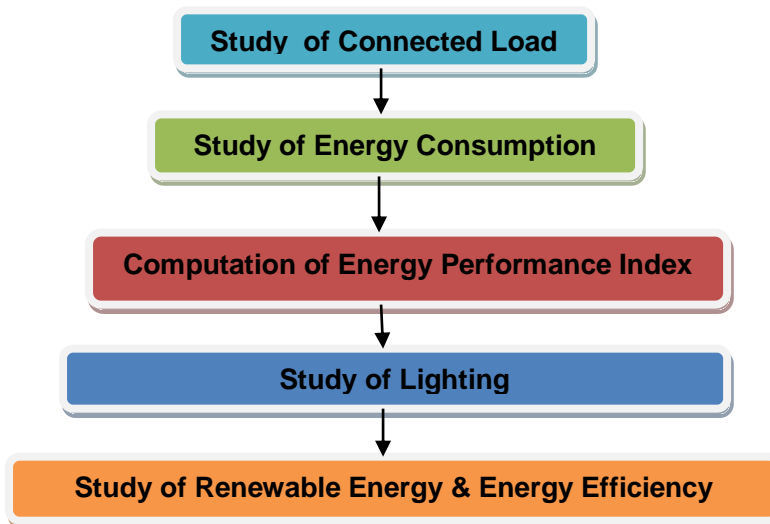 Study of Connected Load
Study of Energy Consumption
Computation of Energy Performance Index
Study of Lighting
Study of Renewable Energy & Energy Efficiency